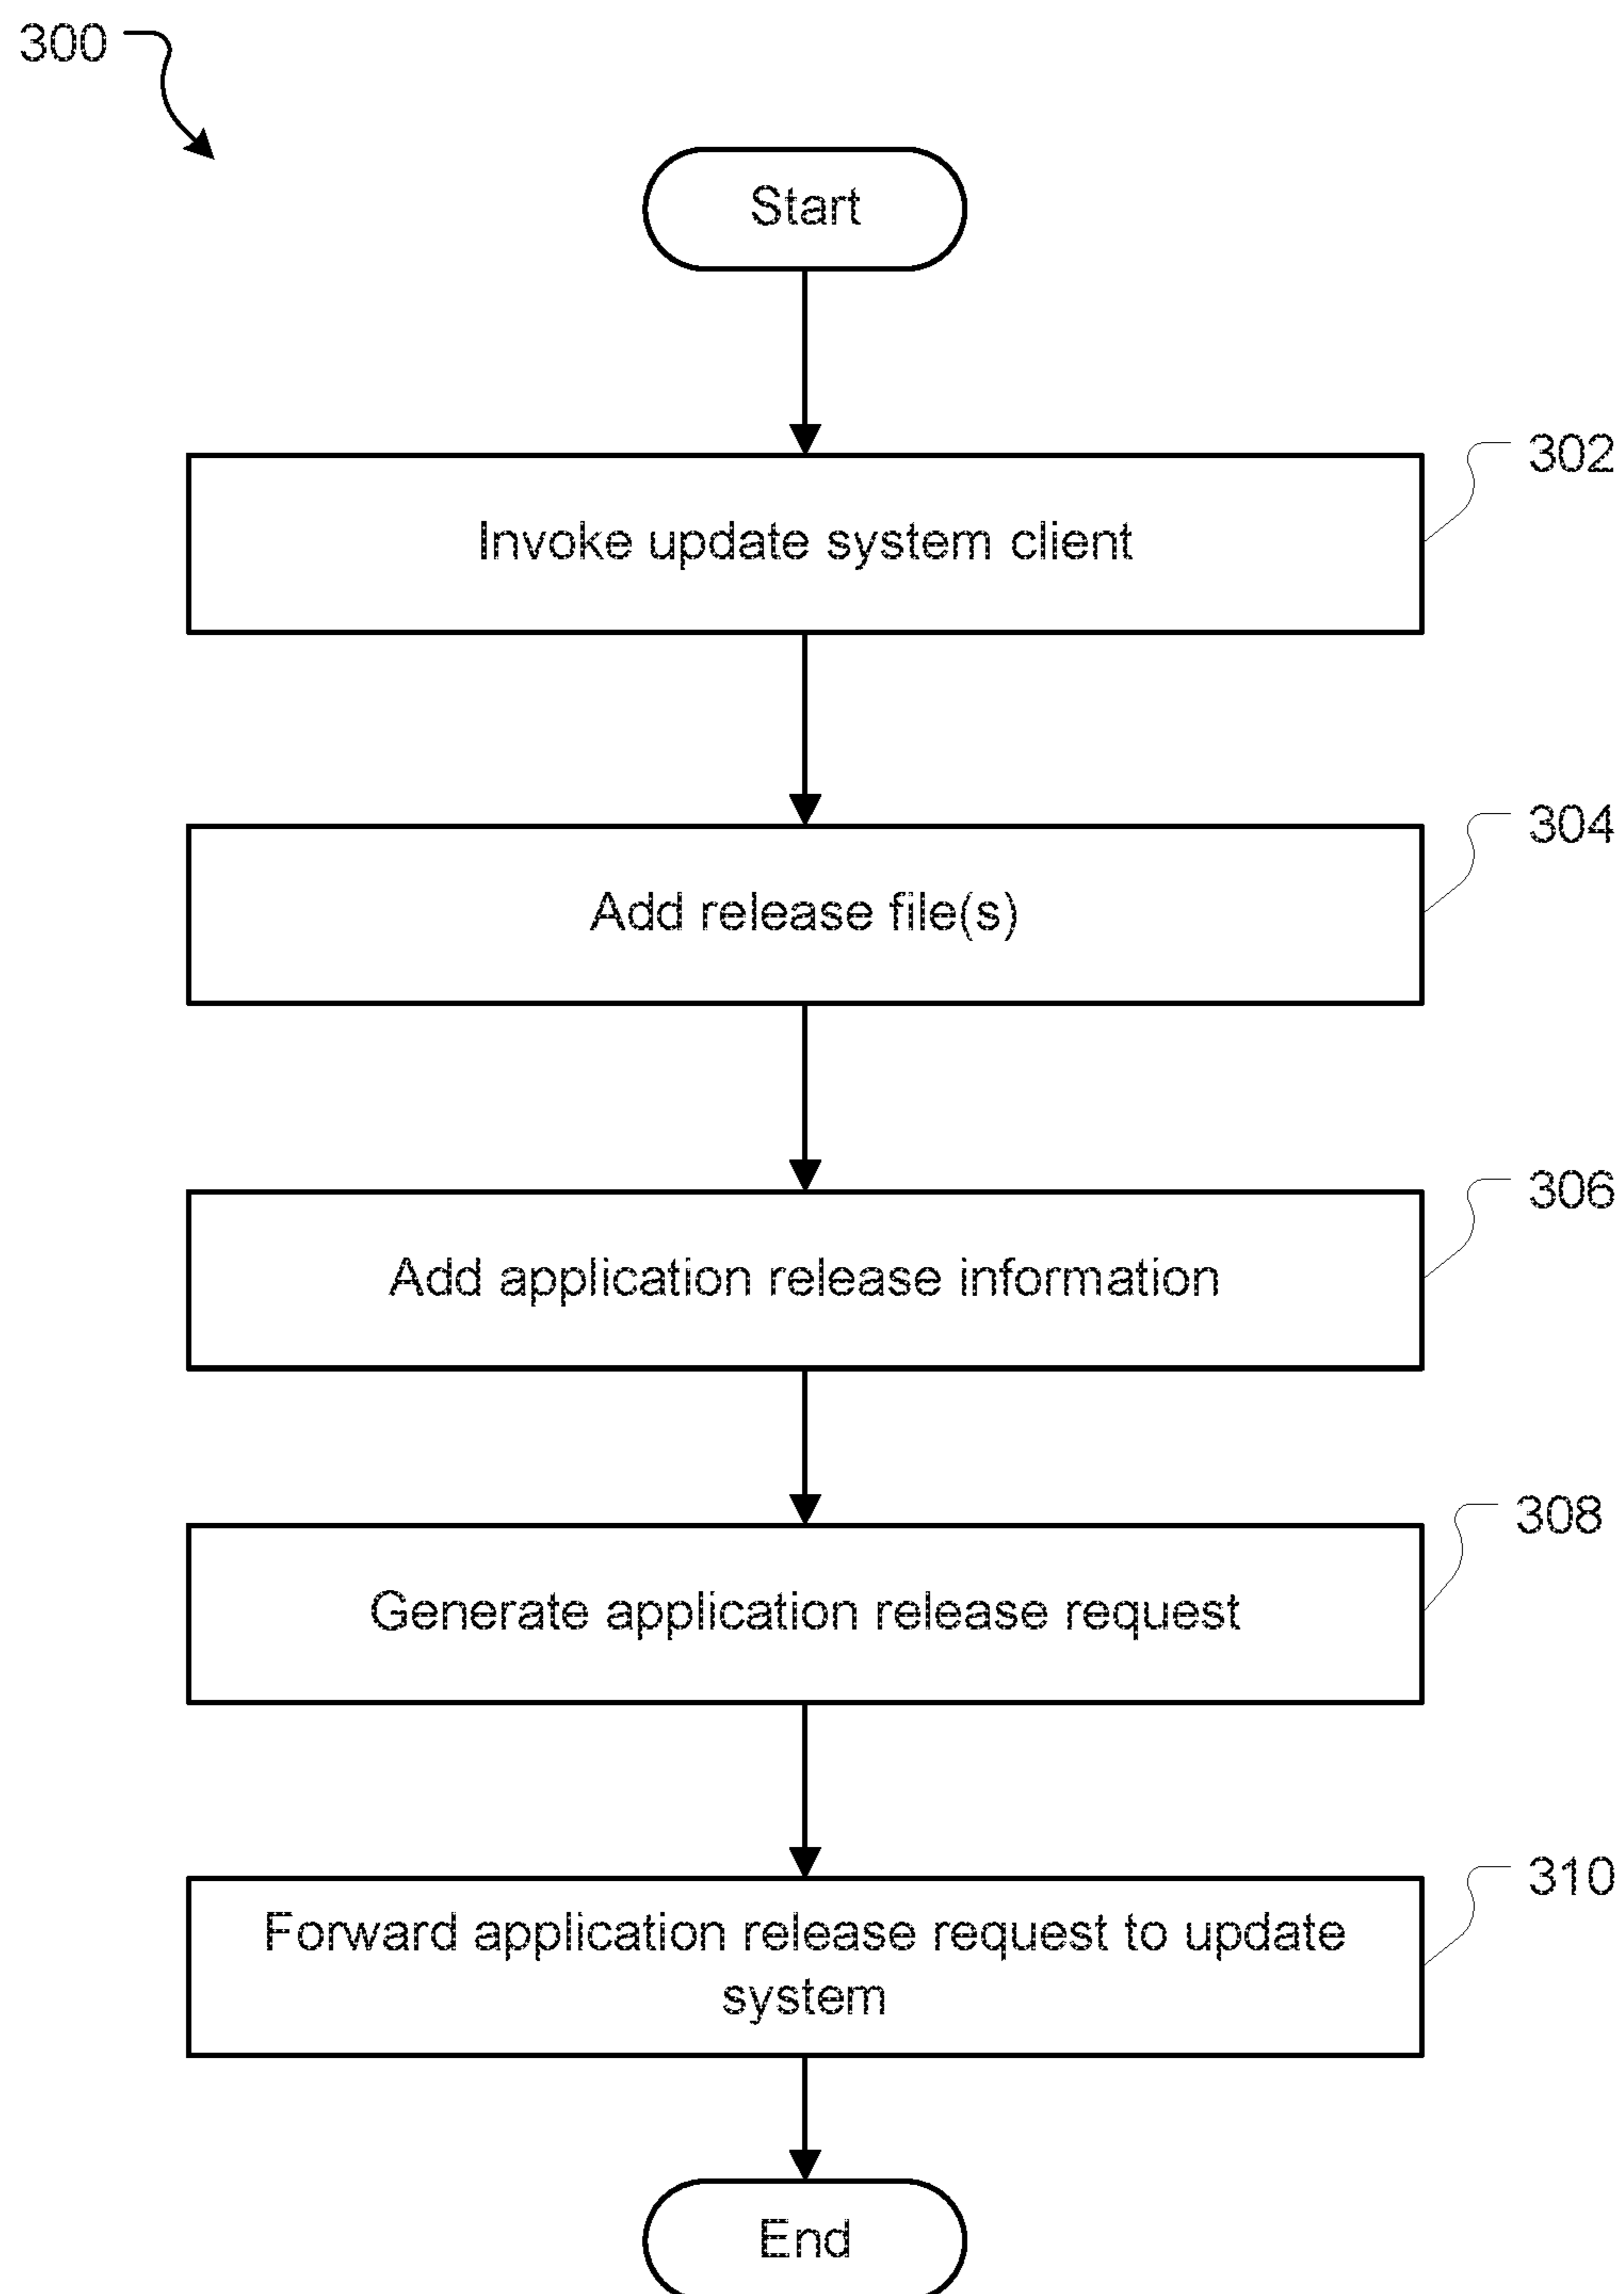 300
Start
302
Invoke update system client
304
Add release file(s)
306
Add application release information
308
Generate application release request
310
Forward application release request to update
system
End